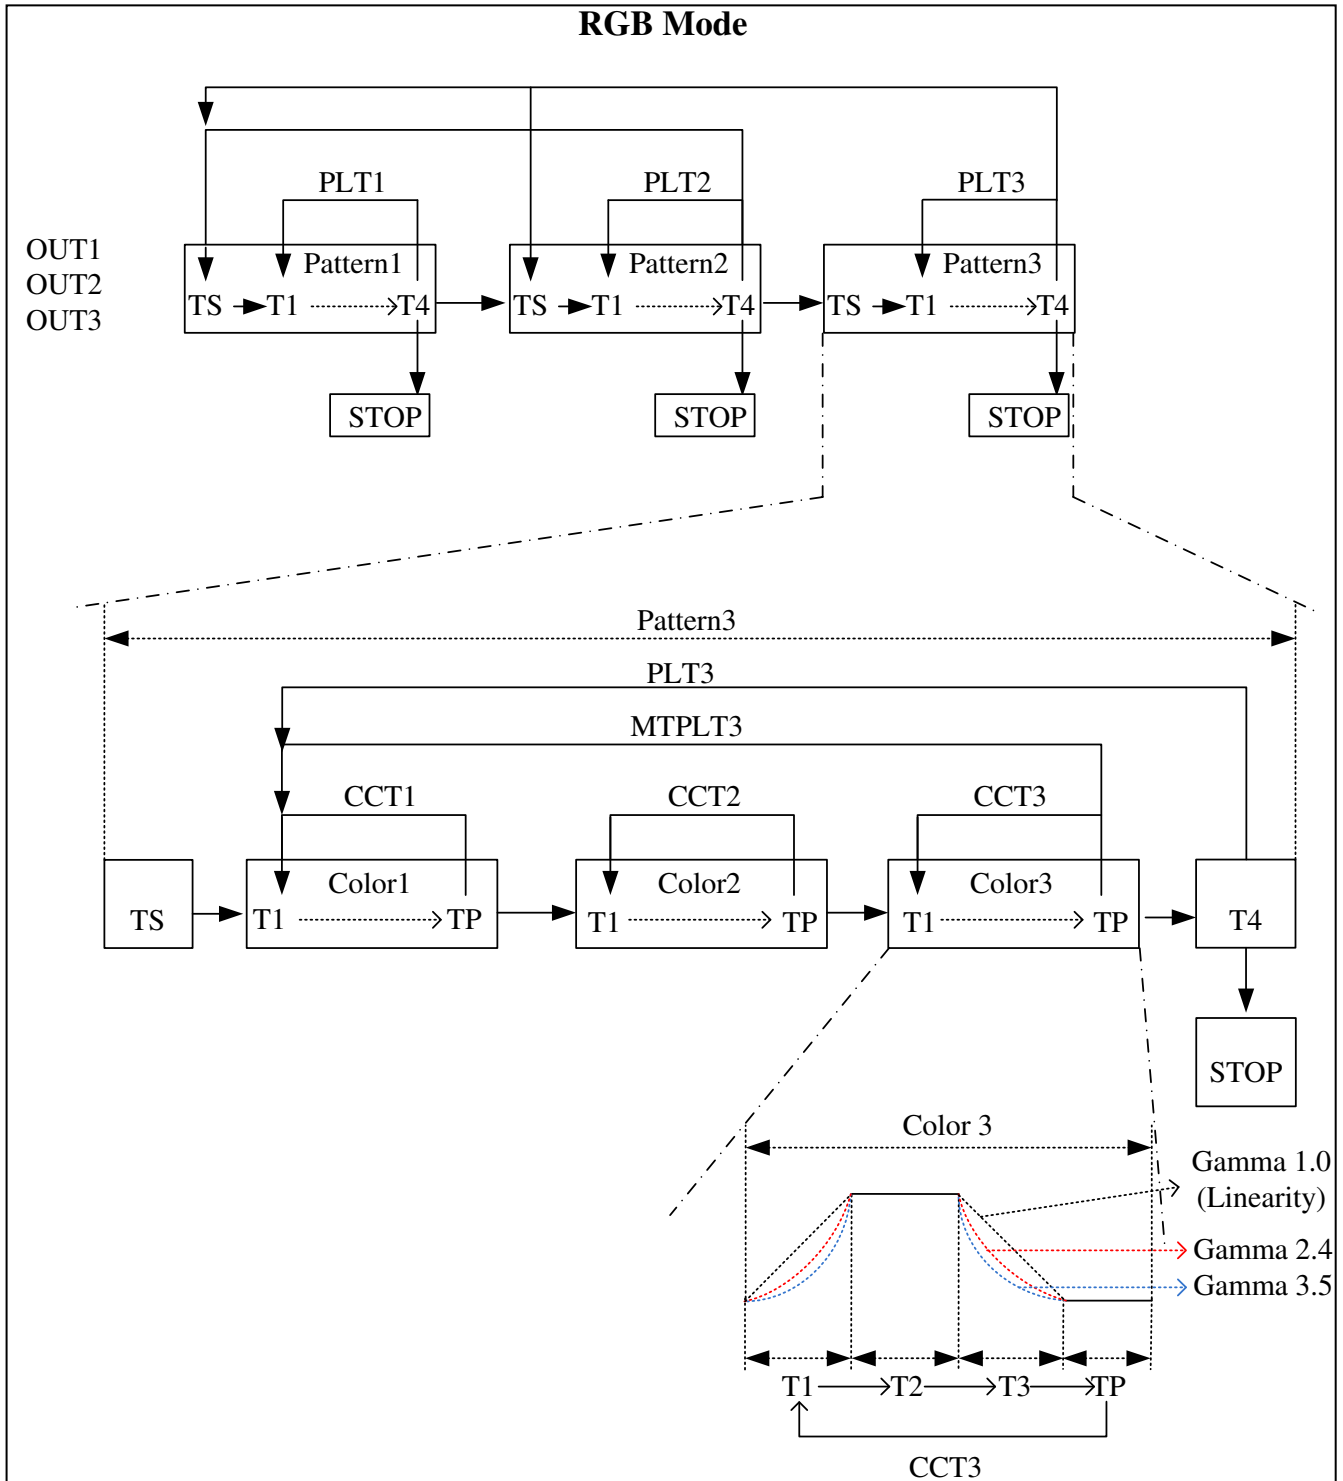 RGB Mode
PLT1
PLT2
PLT3
OUT1
OUT2
OUT3
Pattern1
TS
T1
T4
Pattern2
TS
T1
T4
Pattern3
TS
T1
T4
STOP
STOP
STOP
Pattern3
PLT3
MTPLT3
CCT1
CCT2
CCT3
TS
Color1
T1
TP
Color2
T1
TP
Color3
T1
TP
T4
STOP
Color 3
Gamma 1.0
(Linearity)
Gamma 2.4
Gamma 3.5
T1
T2
T3
TP
CCT3